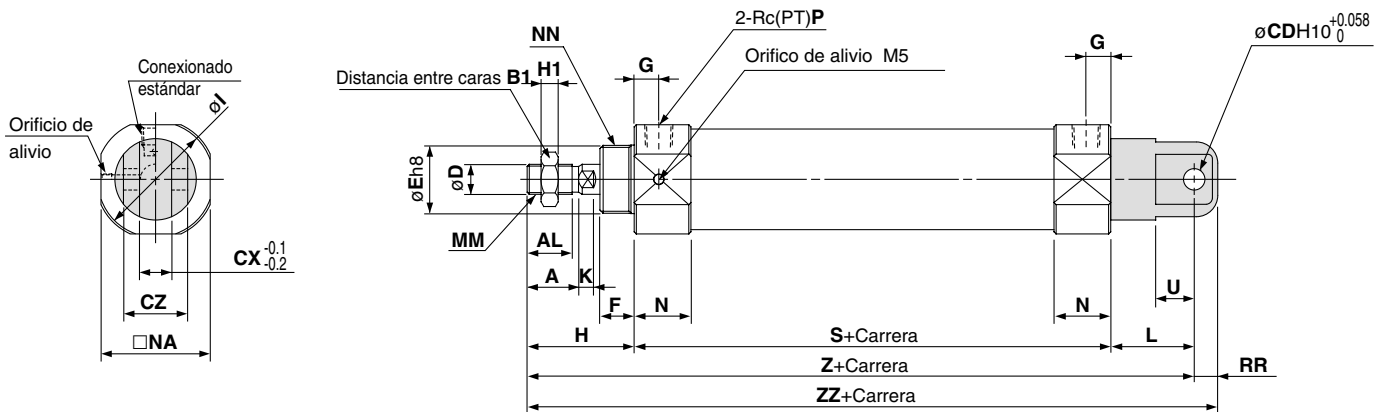 Conexionado
estándar
øI
Orificio de
alivio
CX -0.1 -0.2
CZ
□NA
2-Rc(PT)P
NN
Orifico de alivio M5
øCDH10 +0.058 0
H1
G
G
Distancia entre caras B1
øEh8
øD
MM
AL
A
K
U
F
N
N
H
S+Carrera
L
Z+Carrera
RR
ZZ+Carrera